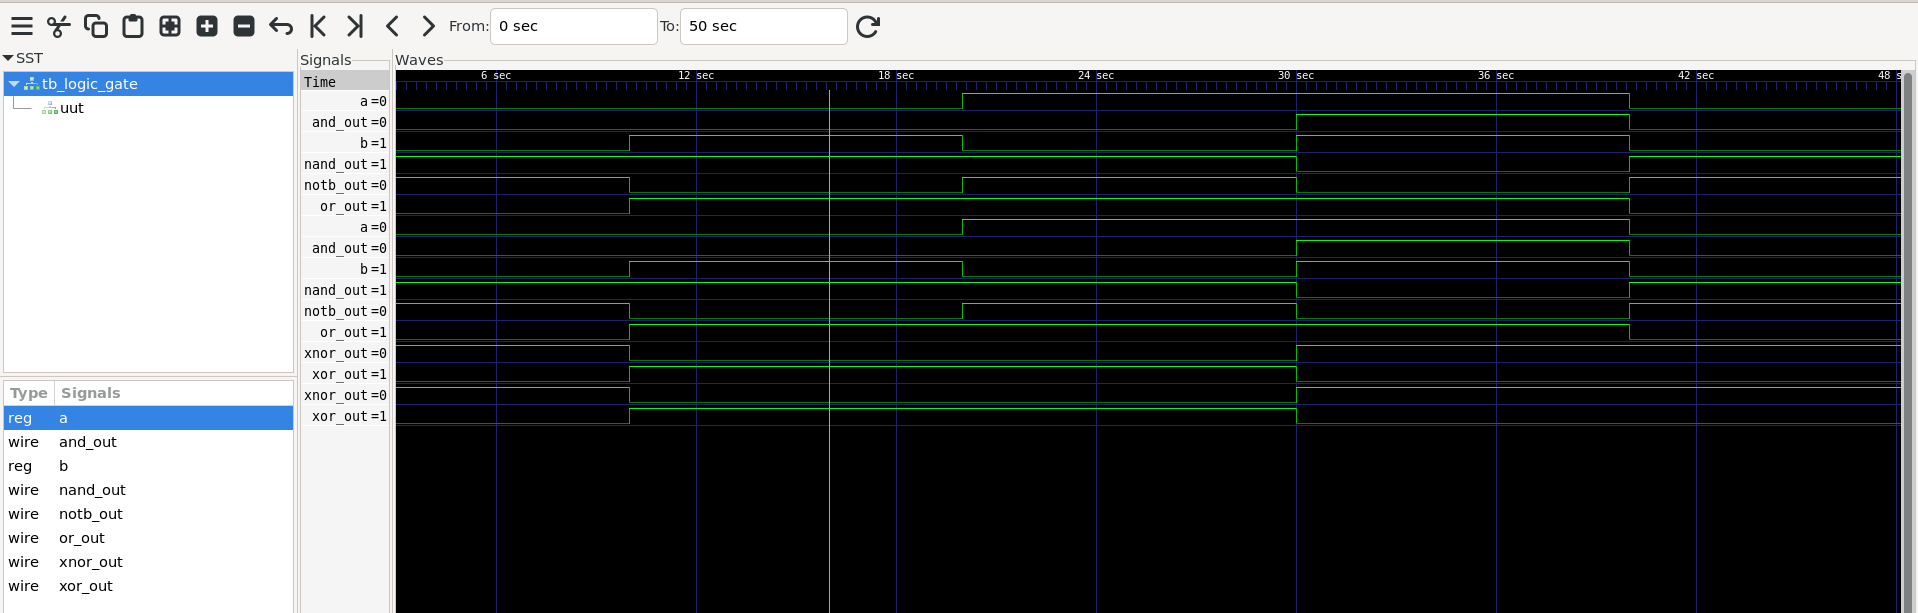 From: 0 sec To: 50 sec
SST
tb_logic_gate
uut
Type Signals
reg a
wire and_out
reg b
wire nand_out
wire notb_out
wire or_out
wire xnor_out
wire xor_out
Signals
Time
a=0
and_out=0
b=1
nand_out=1
notb_out=0
or_out=1
a=0
and_out=0
b=1
nand_out=1
notb_out=0
or_out=1
xnor_out=0
xor_out=1
xnor_out=0
xor_out=1
Waves
6 sec 12 sec 18 sec 24 sec 30 sec 36 sec 42 sec 48 s